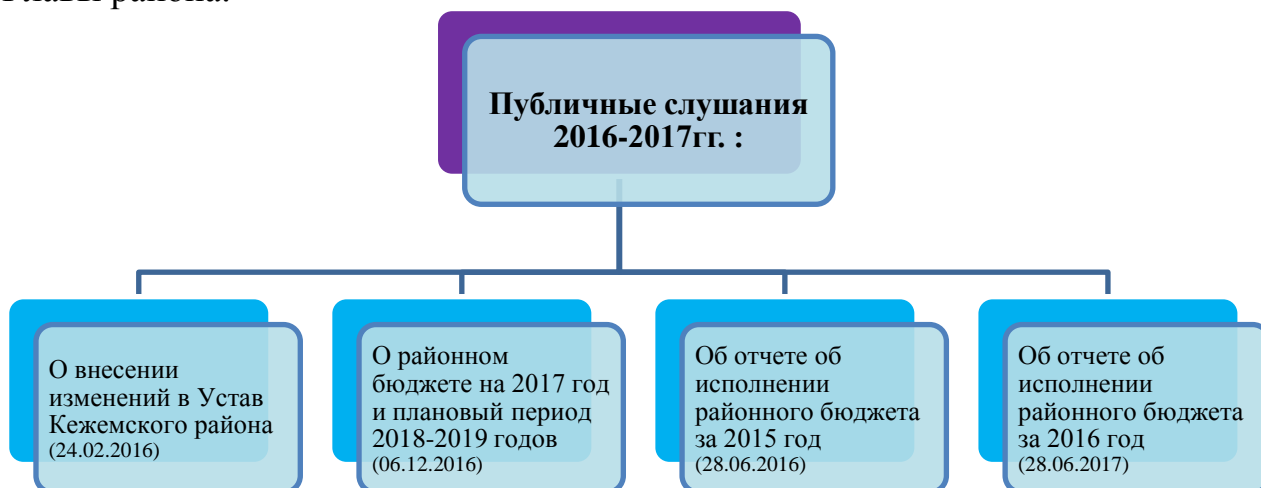 Главы района.
Публичные слушания
2016-2017гг. :
О внесении
изменений в Устав
Кежемского района
(24.02.2016)
О районном
бюджете на 2017 год
и плановый период
2018-2019 годов
(06.12.2016)
Об отчете об
исполнении
районного бюджета
за 2015 год
(28.06.2016)
Об отчете об
исполнении
районного бюджета
за 2016 год
(28.06.2017)